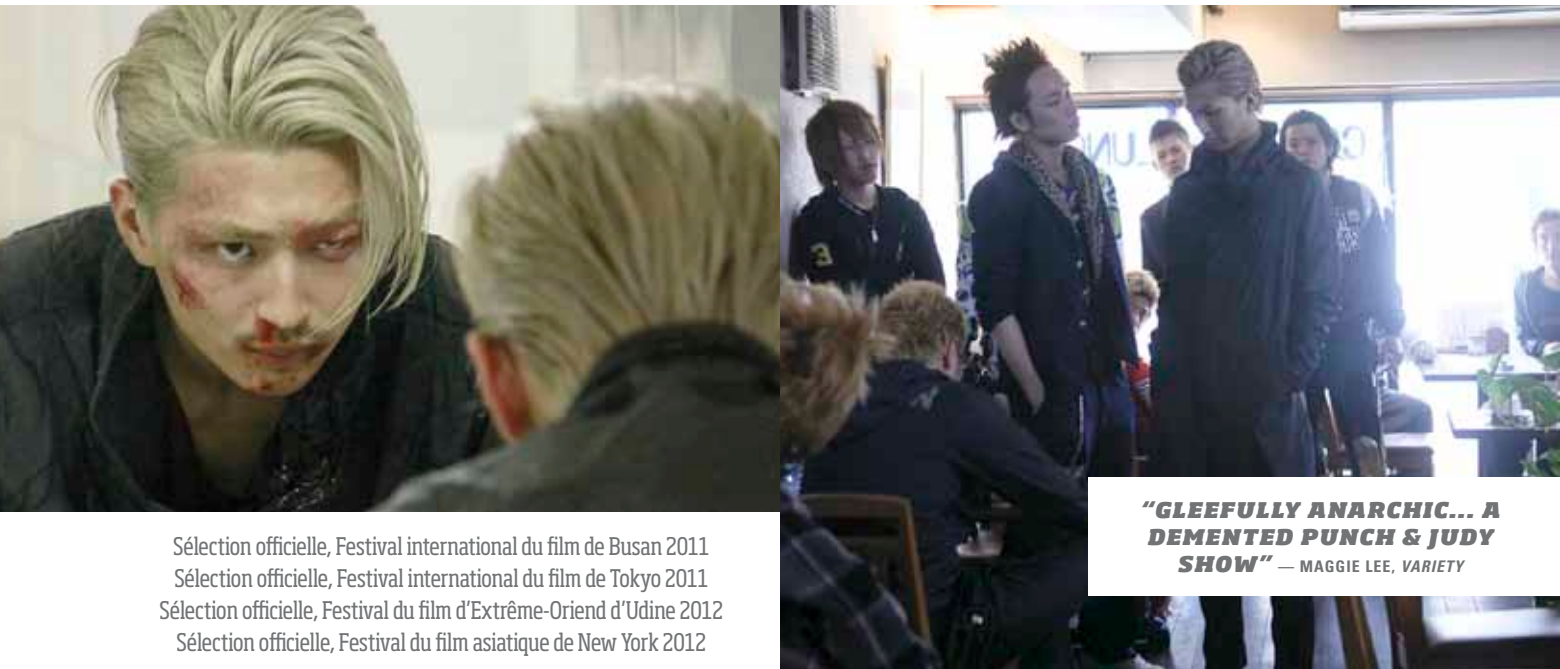 Sélection officielle, Festival international du film de Busan 2011
Sélection officielle, Festival international du film de Tokyo 2011
Sélection officielle, Festival du film d'Extrême-Oriend d'Udine 2012
Sélection officielle, Festival du film asiatique de New York 2012
“GLEEFULLY ANARCHIC... A
DEMENTED PUNCH & JUDY
SHOW” — MAGGIE LEE, VARIETY
3